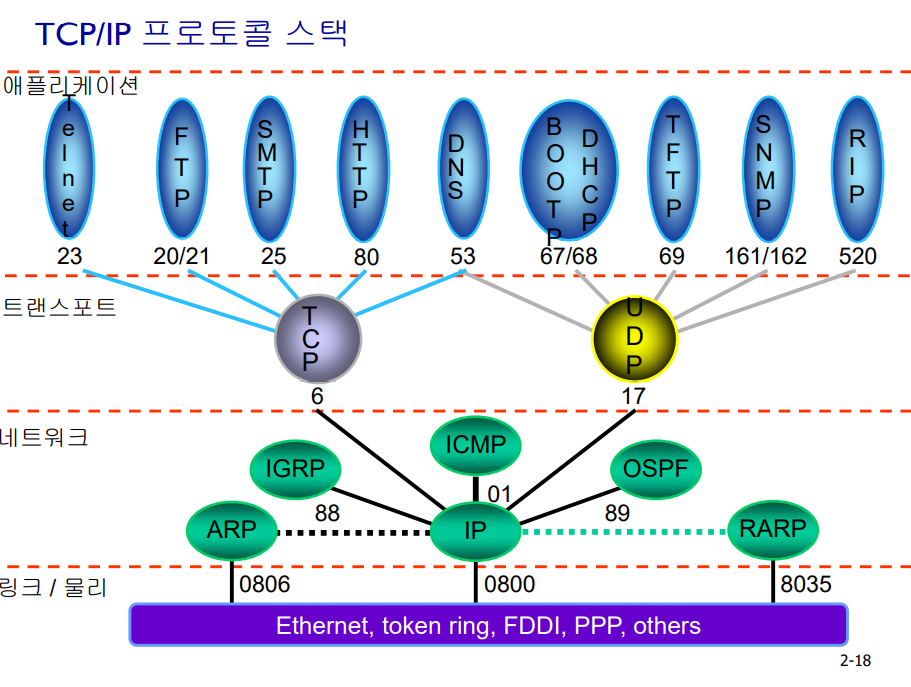 TCP/IP 프로토콜 스택
애플리케이션
Telnet
FTP
SMTP
HTTP
DNS
BOOTP
DHCP
TFTP
SNMP
RIP
23
20/21
25
80
53
67/68
69
161/162
520
트랜스포트
TCP
UDP
6
17
네트워크
ICMP
IGRP
OSPF
01
88
89
ARP
IP
RARP
링크 / 물리
0806
0800
8035
Ethernet, token ring, FDDI, PPP, others
2-18